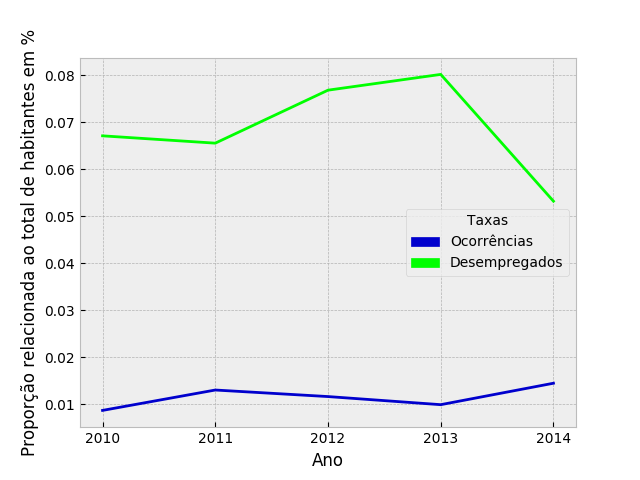 Proporção relacionada ao total de habitantes em %
0.08
0.07
0.06
0.05
0.04
0.03
0.02
0.01
Taxas
Ocorrências
Desempregados
2010 2011 2012 2013 2014
Ano